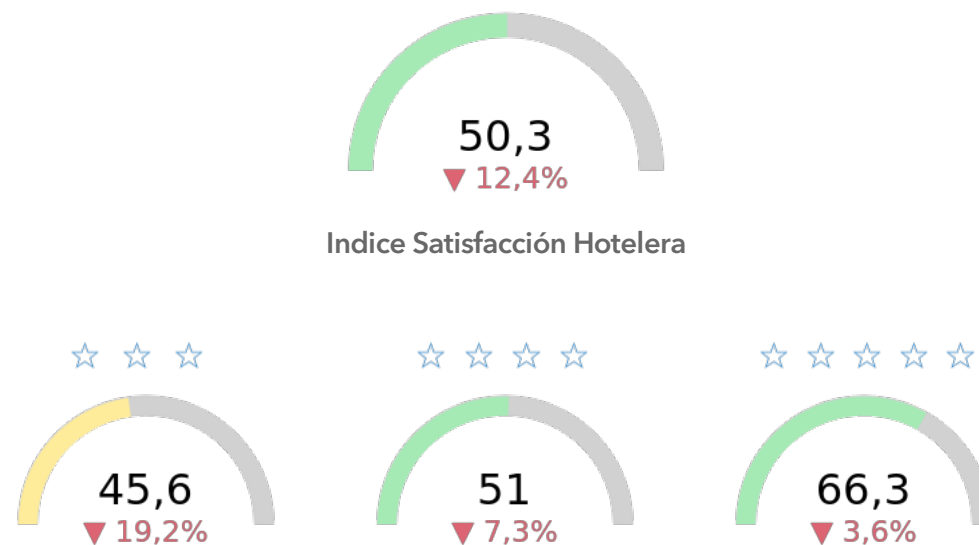 50,3
▼ 12,4%
Indice Satisfacción Hotelera
45,6 51 66,3
▼ 19,2% ▼ 7,3% ▼ 3,6%